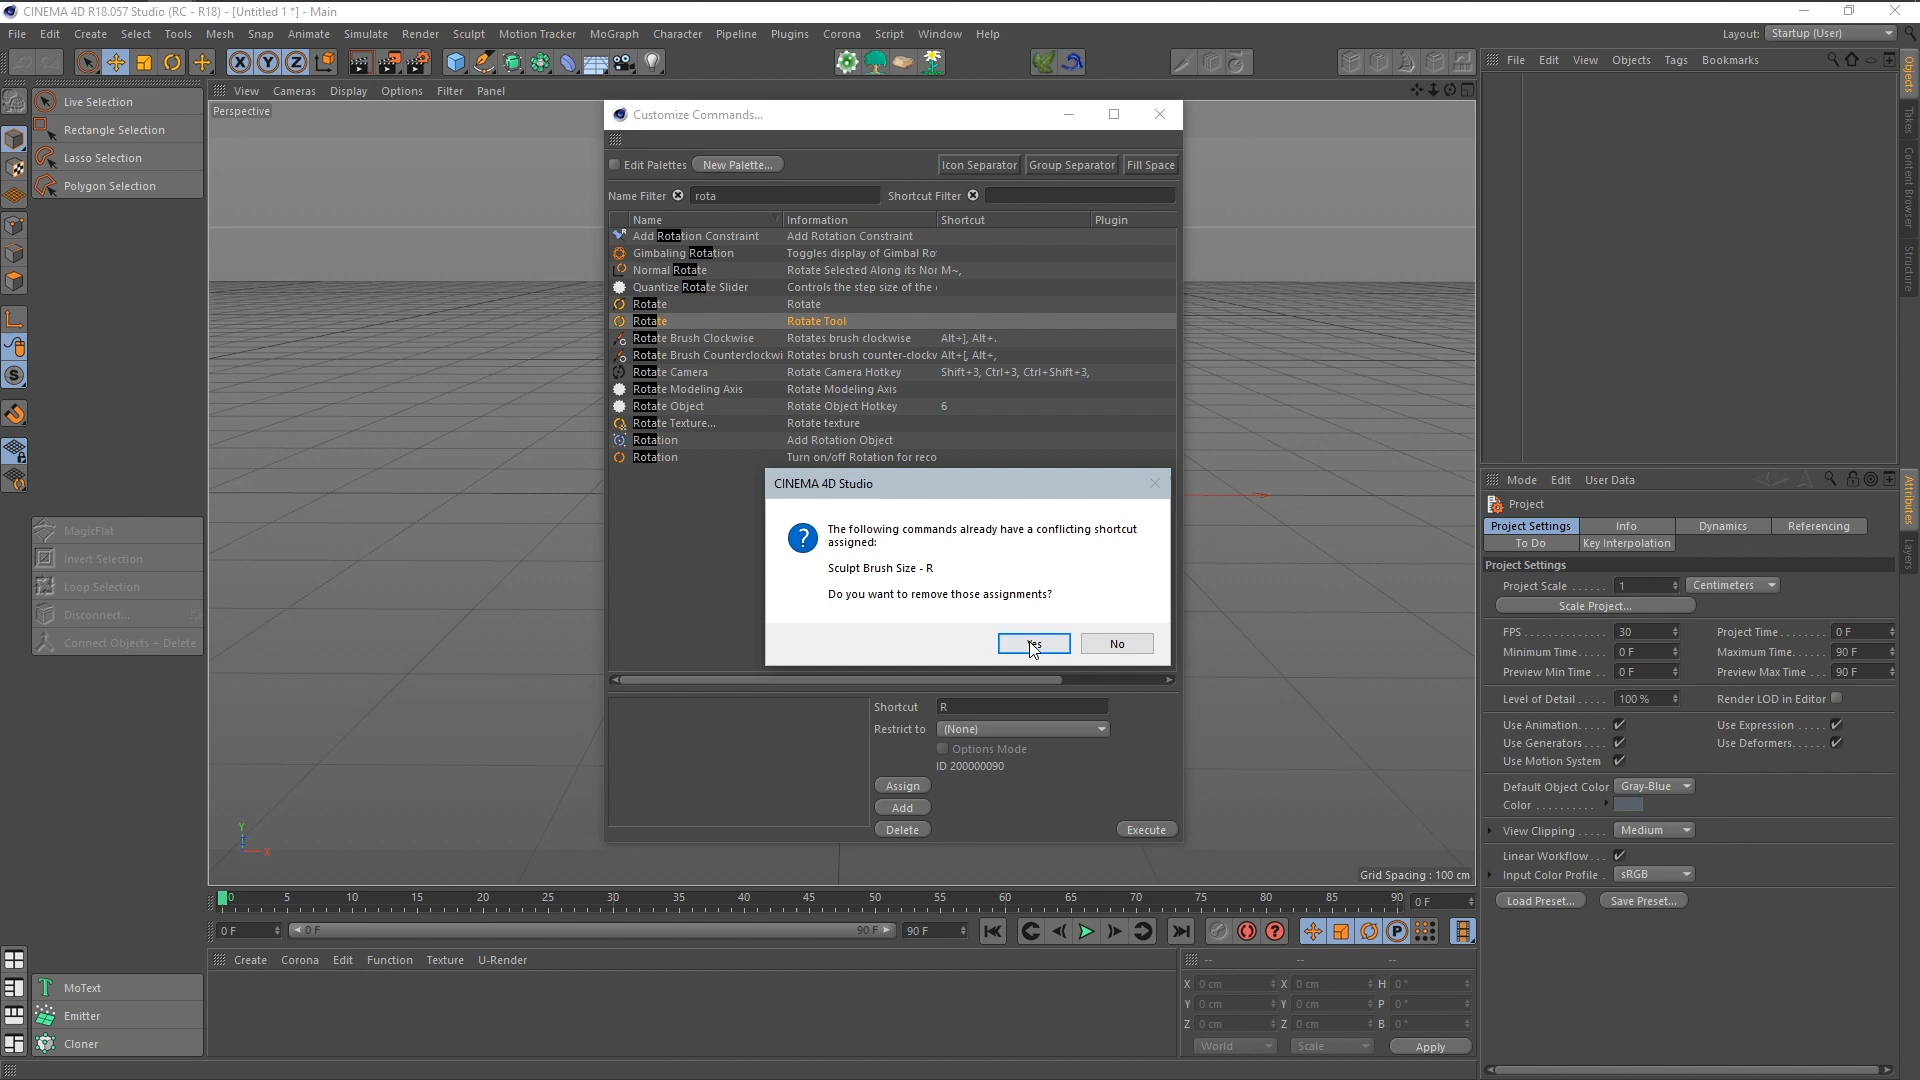 CINEMA 4D R18.057 Studio (RC - R18) - [Untitled 1 *] - Main
File Edit Create Select Tools Mesh Snap Animate Simulate Render Sculpt Motion Tracker MoGraph Character Pipeline Plugins Corona Script Window Help
Layout: Startup (User)
Live Selection
Rectangle Selection
Lasso Selection
Polygon Selection
MagicFlat
Invert Selection
Loop Selection
Disconnect...
Connect Objects + Delete
MoText
Emitter
Cloner
View Cameras Display Options Filter Panel
Perspective
Customize Commands...
Edit Palettes New Palette... Icon Separator Group Separator Fill Space
Name Filter rota Shortcut Filter
Name Information Shortcut Plugin
Add Rotation Constraint Add Rotation Constraint
Gimbaling Rotation Toggles display of Gimbal Ro
Normal Rotate Rotate Selected Along its Nor M~,
Quantize Rotate Slider Controls the step size of the
Rotate Rotate
Rotate Rotate Tool
Rotate Brush Clockwise Rotates brush clockwise Alt+], Alt+.
Rotate Brush Counterclockwi Rotates brush counter-clockw Alt+[, Alt+,
Rotate Camera Rotate Camera Hotkey Shift+3, Ctrl+3, Ctrl+Shift+3,
Rotate Modeling Axis Rotate Modeling Axis
Rotate Object Rotate Object Hotkey 6
Rotate Texture... Rotate texture
Rotation Add Rotation Object
Rotation Turn on/off Rotation for reco
CINEMA 4D Studio
The following commands already have a conflicting shortcut
assigned:
Sculpt Brush Size - R
Do you want to remove those assignments?
Yes No
Shortcut R
Restrict to (None)
Options Mode
ID 200000090
Assign
Add
Delete Execute
Y
X
Grid Spacing : 100 cm
0 5 10 15 20 25 30 35 40 45 50 55 60 65 70 75 80 85 90 0 F
0 F 0 F 90 F 90 F
P
Create Corona Edit Function Texture U-Render
-- -- --
X 0 cm X 0 cm H 0 °
Y 0 cm Y 0 cm P 0 °
Z 0 cm Z 0 cm B 0 °
World Scale Apply
File Edit View Objects Tags Bookmarks
Objects
Takes
Content Browser
Structure
Mode Edit User Data
Attributes
Layers
Project
Project Settings Info Dynamics Referencing
To Do Key Interpolation
Project Settings
Project Scale ...... 1 Centimeters
Scale Project...
FPS .............. 30 Project Time........ 0 F
Minimum Time..... 0 F Maximum Time..... 90 F
Preview Min Time .. 0 F Preview Max Time ... 90 F
Level of Detail ..... 100 % Render LOD in Editor
Use Animation..... Use Expression .....
Use Generators .... Use Deformers......
Use Motion System
Default Object Color Gray-Blue
Color ..........
View Clipping ..... Medium
Linear Workflow...
Input Color Profile . sRGB
Load Preset... Save Preset...